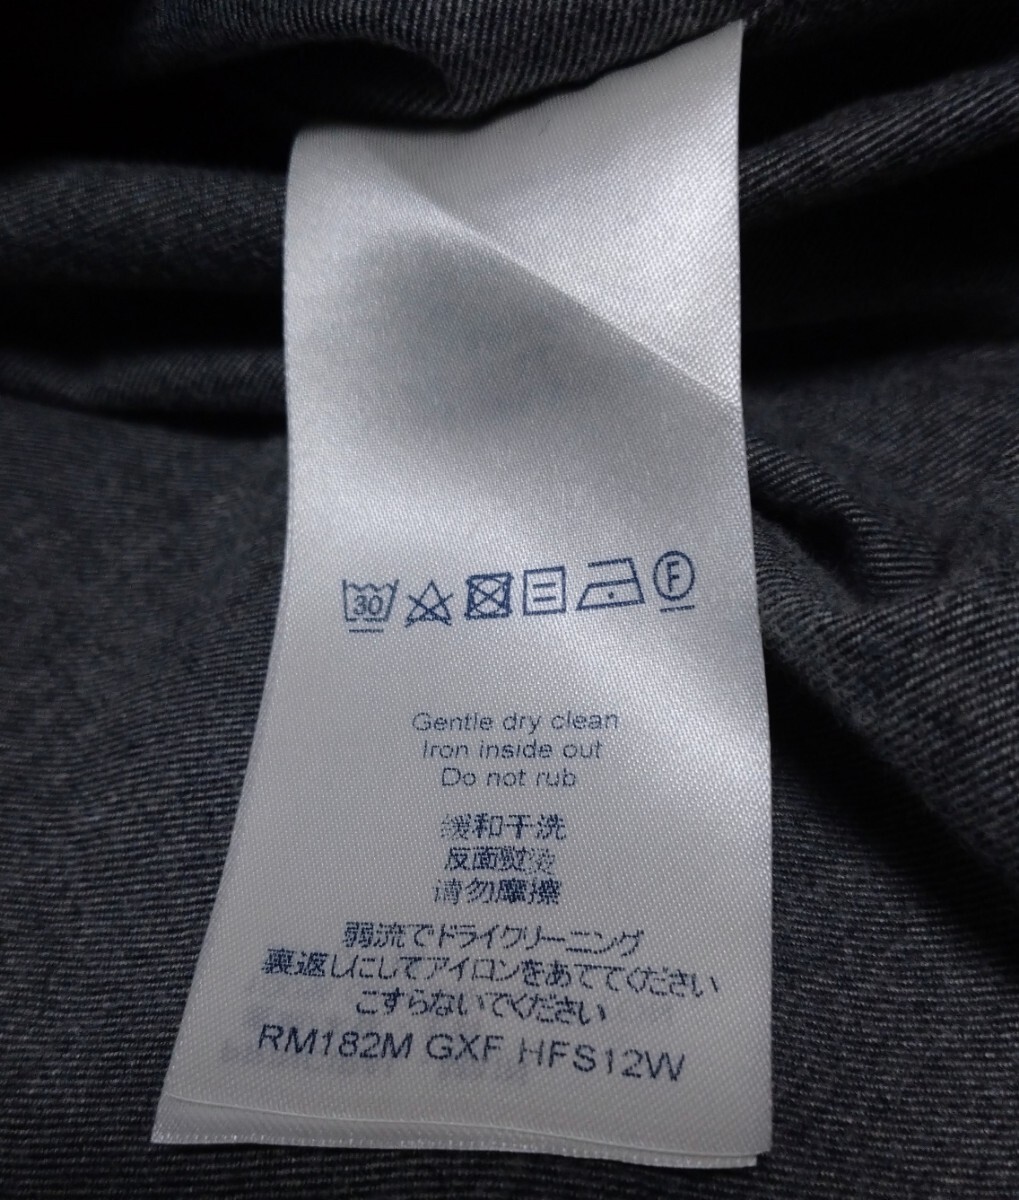 30 F
Gentle dry clean
Iron inside out
Do not rub
缓和干洗
反面熨烫
请勿摩擦
弱流でドライクリーニング
裏返しにしてアイロンをあててください
こすらないでください
RM182M GXF HFS12W